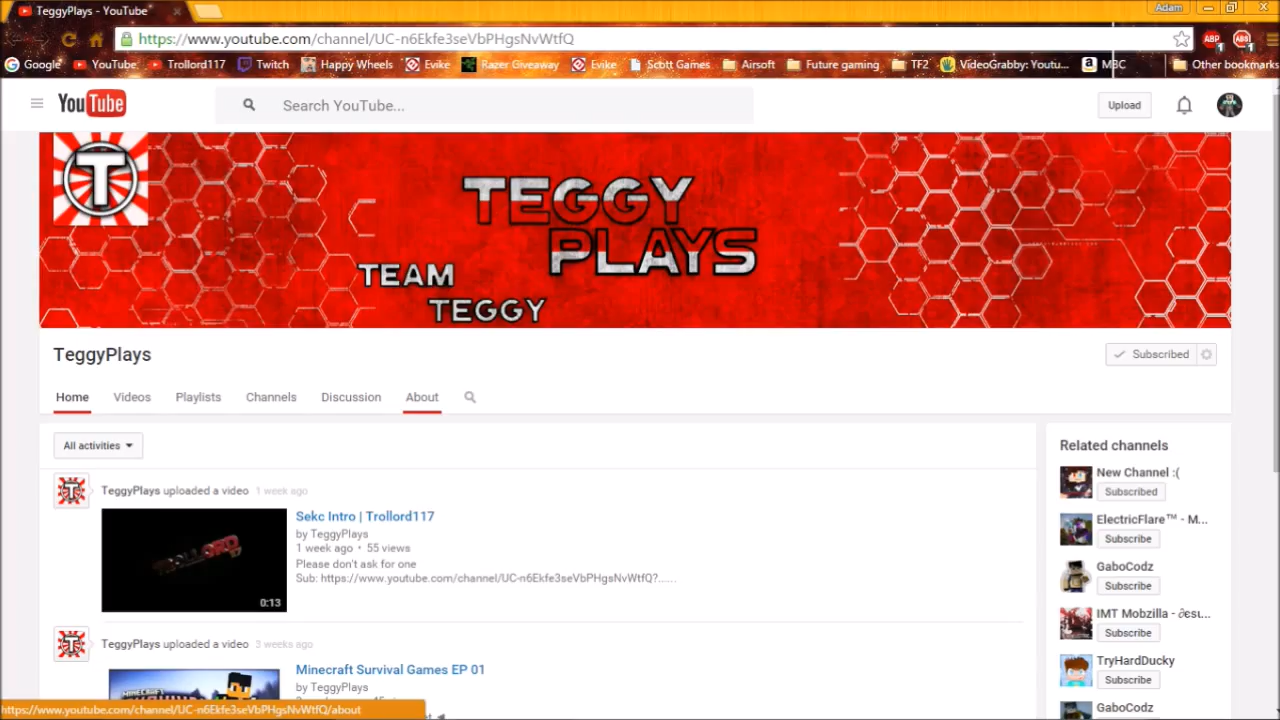 TeggyPlays - YouTube
Adam
https://www.youtube.com/channel/UC-n6Ekfe3seVbPHgsNvWtfQ
ABP 1
1
Google YouTube Trollord117 Twitch Happy Wheels Evike Razer Giveaway Evike Scott Games Airsoft Future gaming TF2 VideoGrabby: Youtu... MBC Other bookmarks
YouTube
Search YouTube...
Upload
T
TEGGY
PLAYS
TEAM
TEGGY
TeggyPlays
Subscribed
Home Videos Playlists Channels Discussion About
All activities
TeggyPlays uploaded a video 1 week ago
Sekc Intro | Trollord117
by TeggyPlays
1 week ago • 55 views
Please don't ask for one
Sub: https://www.youtube.com/channel/UC-n6Ekfe3seVbPHgsNvWtfQ?......
0:13
TeggyPlays uploaded a video 3 weeks ago
Minecraft Survival Games EP 01
by TeggyPlays
Related channels
New Channel :(
Subscribed
ElectricFlare™ - M...
Subscribe
GaboCodz
Subscribe
IMT Mobzilla - ∂єsι...
Subscribe
TryHardDucky
Subscribe
GaboCodz
https://www.youtube.com/channel/UC-n6Ekfe3seVbPHgsNvWtfQ/about